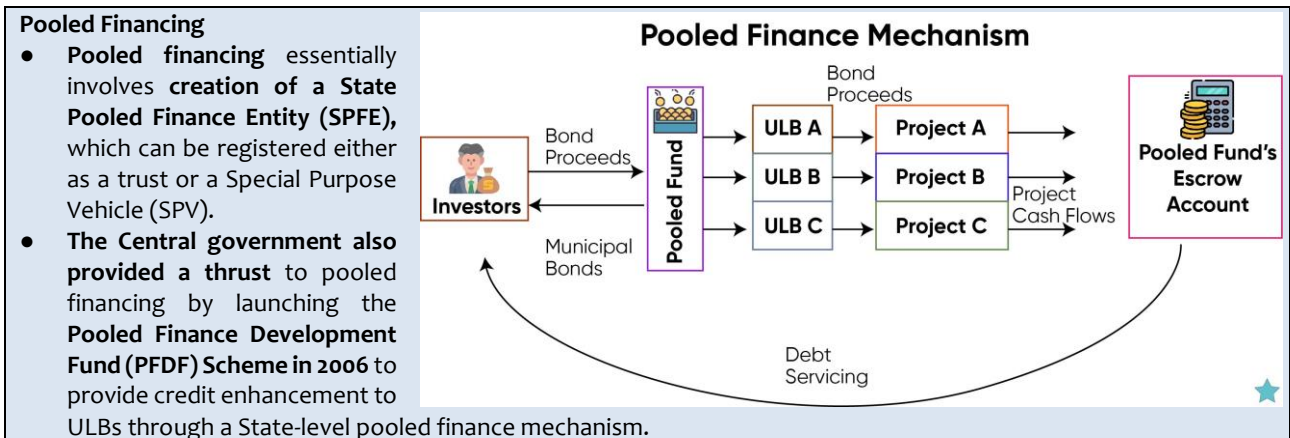 Pooled Financing
● Pooled financing essentially
involves creation of a State
Pooled Finance Entity (SPFE),
which can be registered either
as a trust or a Special Purpose
Vehicle (SPV).
● The Central government also
provided a thrust to pooled
financing by launching the
Pooled Finance Development
Fund (PFDF) Scheme in 2006 to
provide credit enhancement to
ULBs through a State-level pooled finance mechanism.
Pooled Finance Mechanism
Investors
Bond
Proceeds
Municipal
Bonds
Pooled Fund
Bond
Proceeds
ULB A
Project A
ULB B
Project B
ULB C
Project C
Project
Cash Flows
Pooled Fund's
Escrow
Account
Debt
Servicing